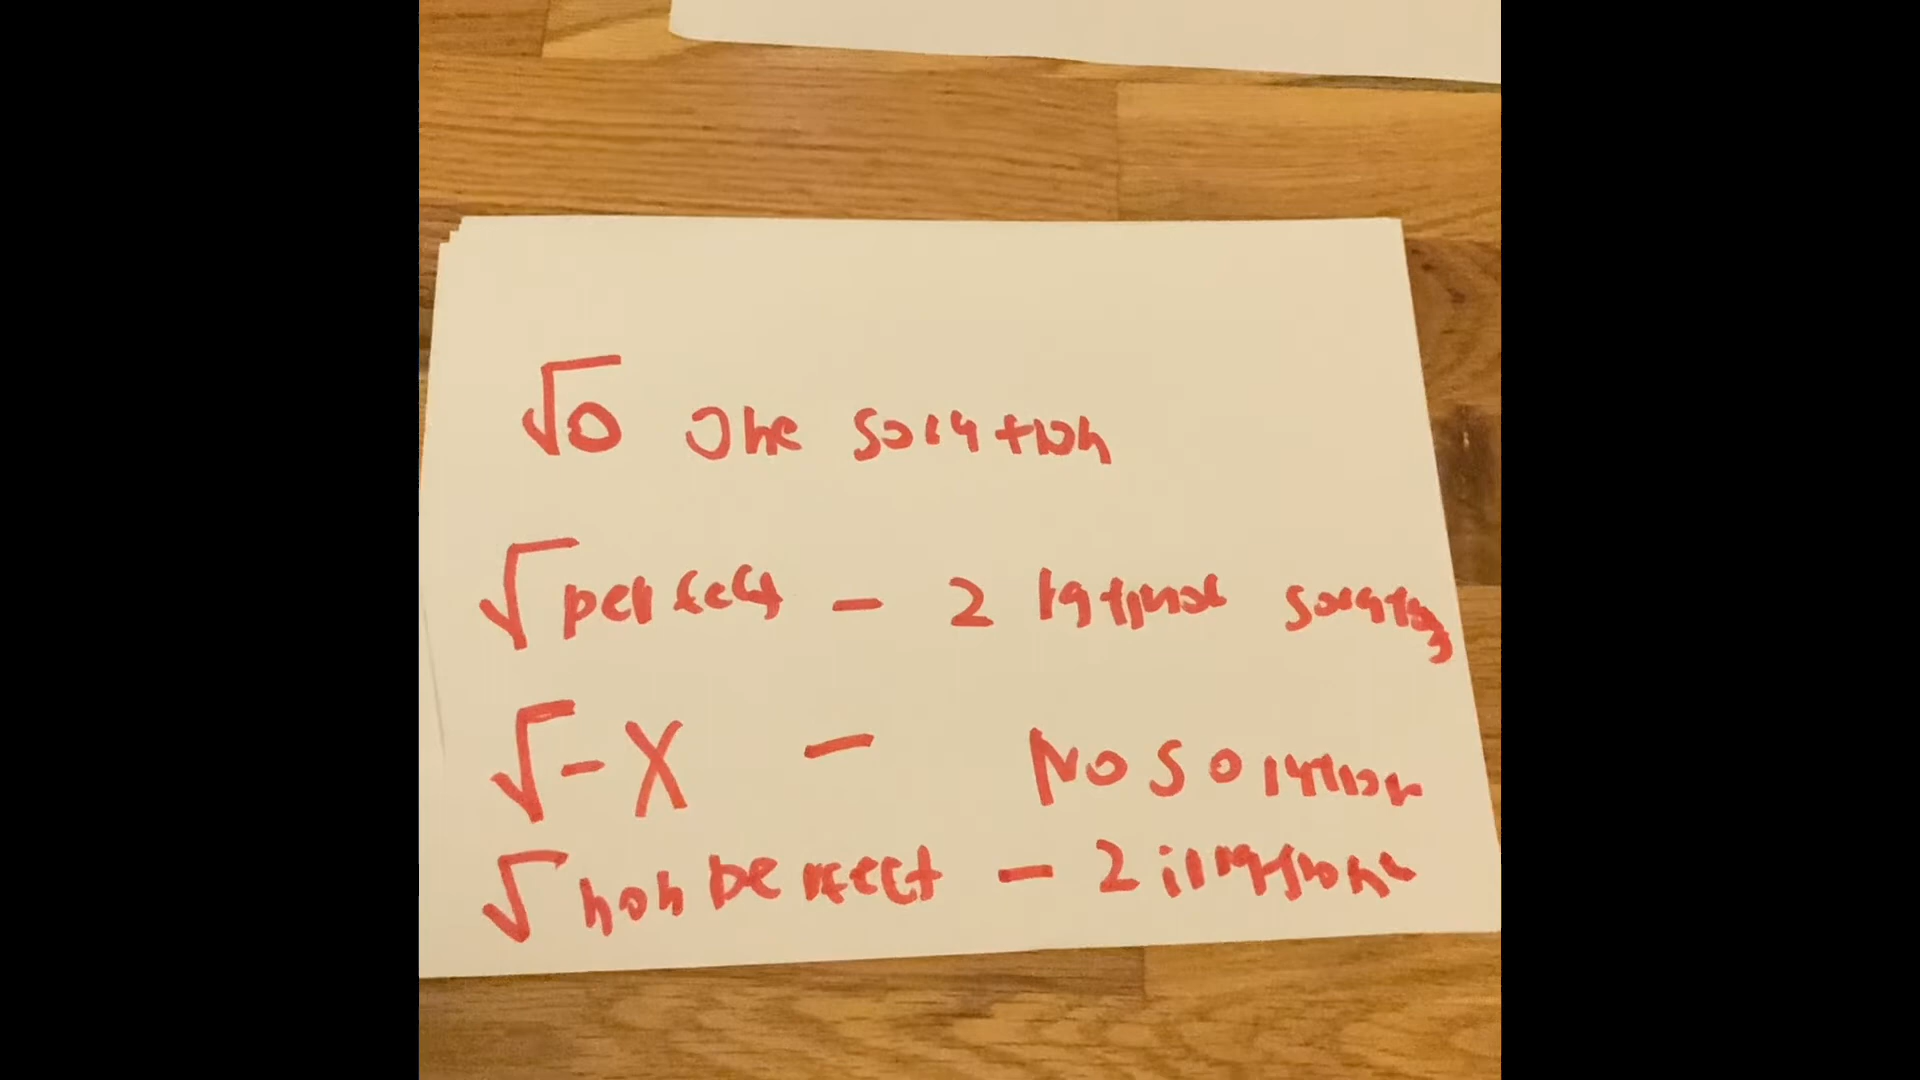 √0 One solution
√perfect - 2 rational solutions
√-X - No solution
√non perfect - 2 irrational